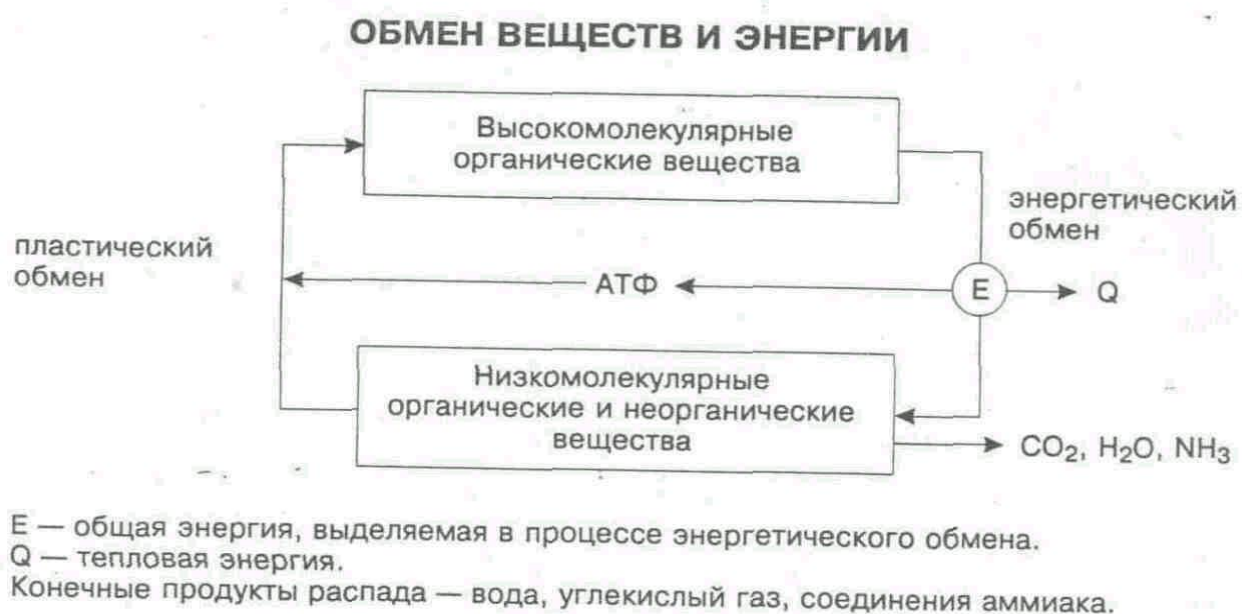 ОБМЕН ВЕЩЕСТВ И ЭНЕРГИИ
Высокомолекулярные
органические вещества
энергетический
обмен
пластический
обмен
АТФ
E
Q
Низкомолекулярные
органические и неорганические
вещества
CO₂, H₂O, NH₃
E — общая энергия, выделяемая в процессе энергетического обмена.
Q — тепловая энергия.
Конечные продукты распада — вода, углекислый газ, соединения аммиака.